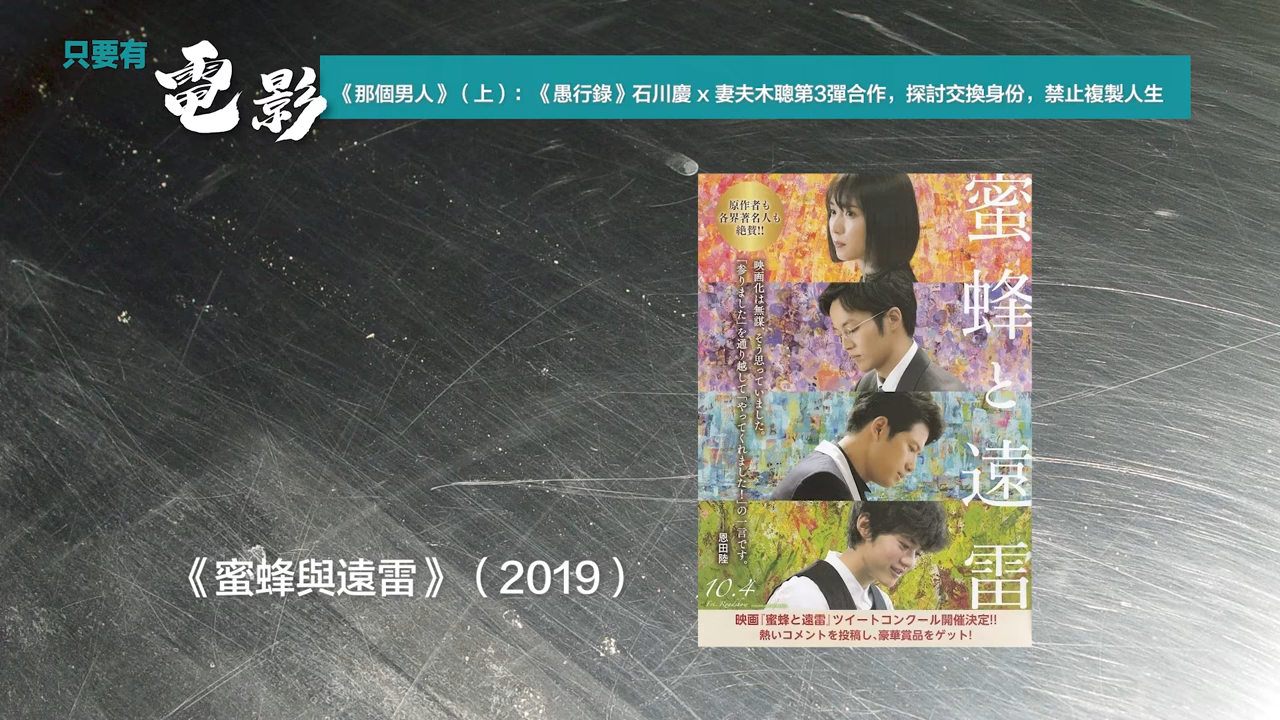 只要有
電影
《那個男人》（上）：《愚行錄》石川慶 x 妻夫木聰第3彈合作，探討交換身份，禁止複製人生
原作者も
各界著名人も
絶賛!!
蜜蜂と遠雷
映画化は無謀、そう思っていました。
「参りました」を通り越して「やってくれました！」の一言です。
恩田陸
10.4
Fri. Roadshow
映画『蜜蜂と遠雷』ツイートコンクール開催決定!!
熱いコメントを投稿し、豪華賞品をゲット!
《蜜蜂與遠雷》（2019）